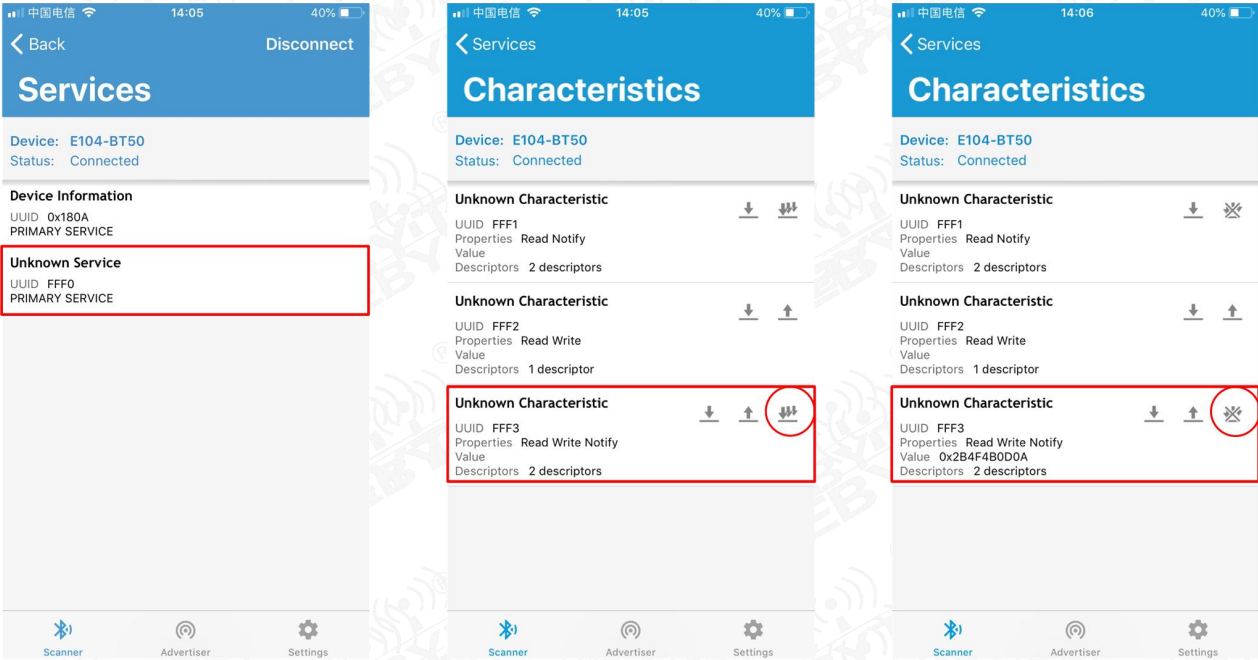 中国电信 14:05 40%
Back Disconnect
Services
Device: E104-BT50
Status: Connected
Device Information
UUID 0x180A
PRIMARY SERVICE
Unknown Service
UUID FFF0
PRIMARY SERVICE
Scanner Advertiser Settings
中国电信 14:05 40%
Services
Characteristics
Device: E104-BT50
Status: Connected
Unknown Characteristic
UUID FFF1
Properties Read Notify
Value
Descriptors 2 descriptors
Unknown Characteristic
UUID FFF2
Properties Read Write
Value
Descriptors 1 descriptor
Unknown Characteristic
UUID FFF3
Properties Read Write Notify
Value
Descriptors 2 descriptors
Scanner Advertiser Settings
中国电信 14:06 40%
Services
Characteristics
Device: E104-BT50
Status: Connected
Unknown Characteristic
UUID FFF1
Properties Read Notify
Value
Descriptors 2 descriptors
Unknown Characteristic
UUID FFF2
Properties Read Write
Value
Descriptors 1 descriptor
Unknown Characteristic
UUID FFF3
Properties Read Write Notify
Value 0x2B4F4B0D0A
Descriptors 2 descriptors
Scanner Advertiser Settings